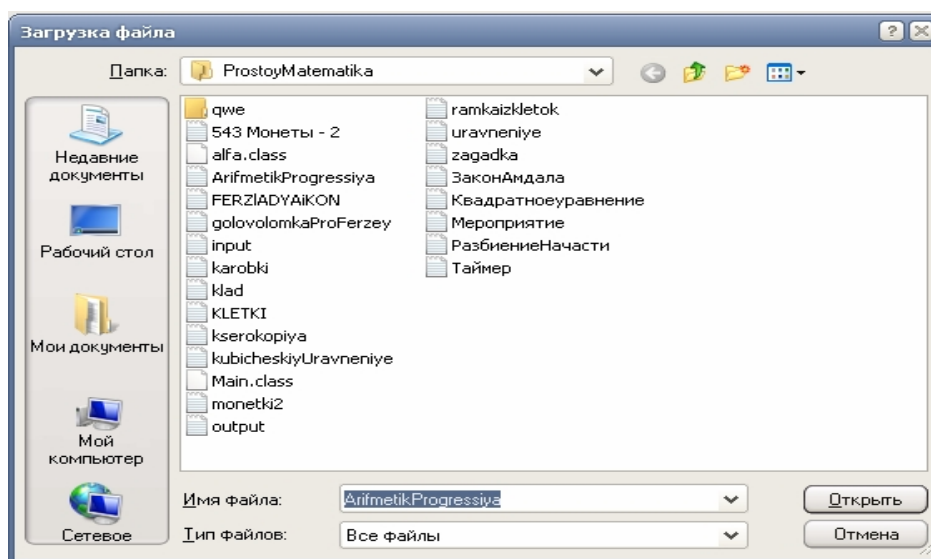 Загрузка файла
Папка: ProstoyMatematika
Недавние
документы
Рабочий стол
Мои документы
Мой
компьютер
Сетевое
qwe
543 Монеты - 2
alfa.class
ArifmetikProgressiya
FERZlADYAiKON
golovolomkaProFerzey
input
karobki
klad
KLETKI
kserokopiya
kubicheskiyUravneniye
Main.class
monetki2
output
ramkaizkletok
uravneniye
zagadka
ЗаконАмдала
Квадратноеуравнение
Мероприятие
РазбиениеНачасти
Таймер
Имя файла: ArifmetikProgressiya Открыть
Тип файлов: Все файлы Отмена